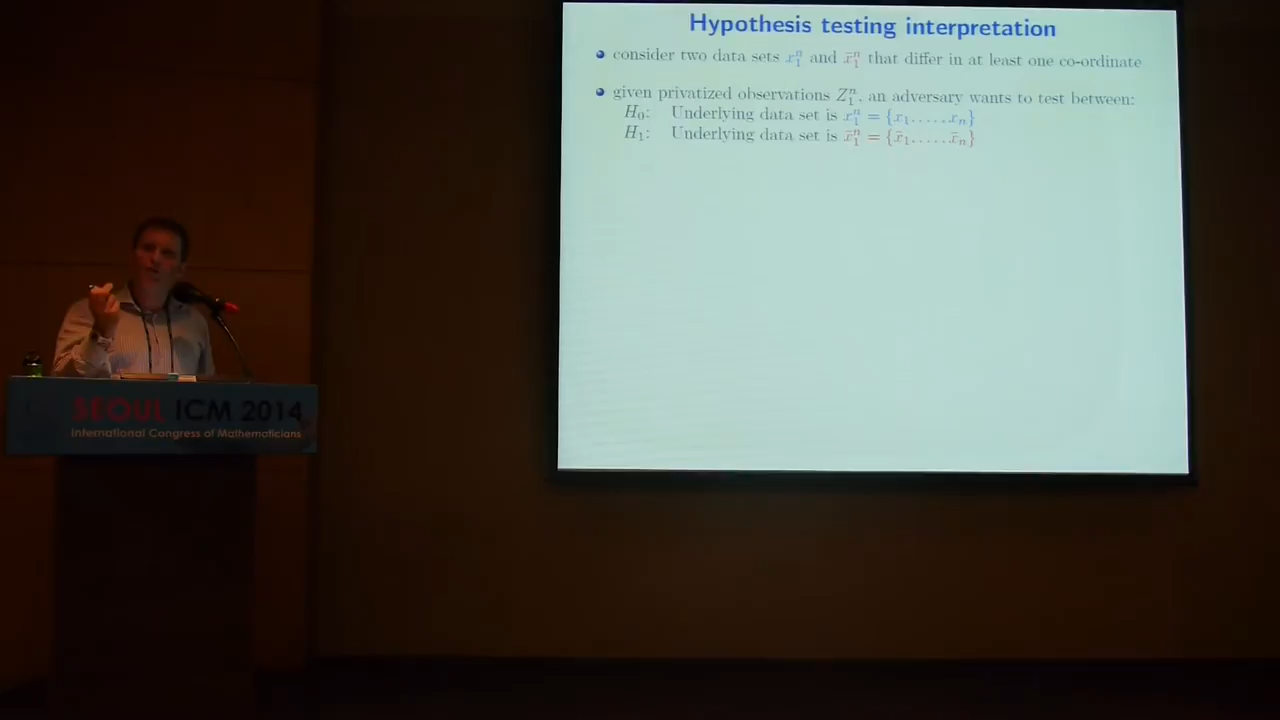 Hypothesis testing interpretation
consider two data sets x₁ⁿ and x̄₁ⁿ that differ in at least one co-ordinate
given privatized observations Z₁ⁿ, an adversary wants to test between:
H₀: Underlying data set is x₁ⁿ = {x₁,...,xₙ}
H₁: Underlying data set is x̄₁ⁿ = {x̄₁,...,x̄ₙ}
SEOUL ICM 2014
International Congress of Mathematicians